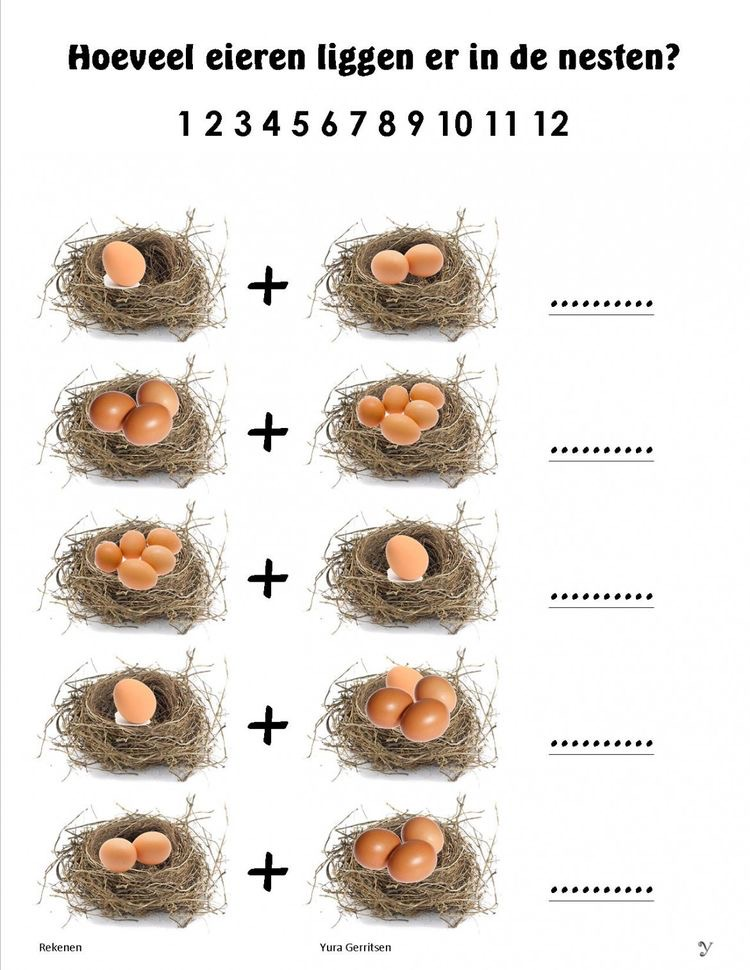 Hoeveel eieren liggen er in de nesten?
1 2 3 4 5 6 7 8 9 10 11 12
+ ..........
+ ..........
+ ..........
+ ..........
+ ..........
Rekenen Yura Gerritsen y